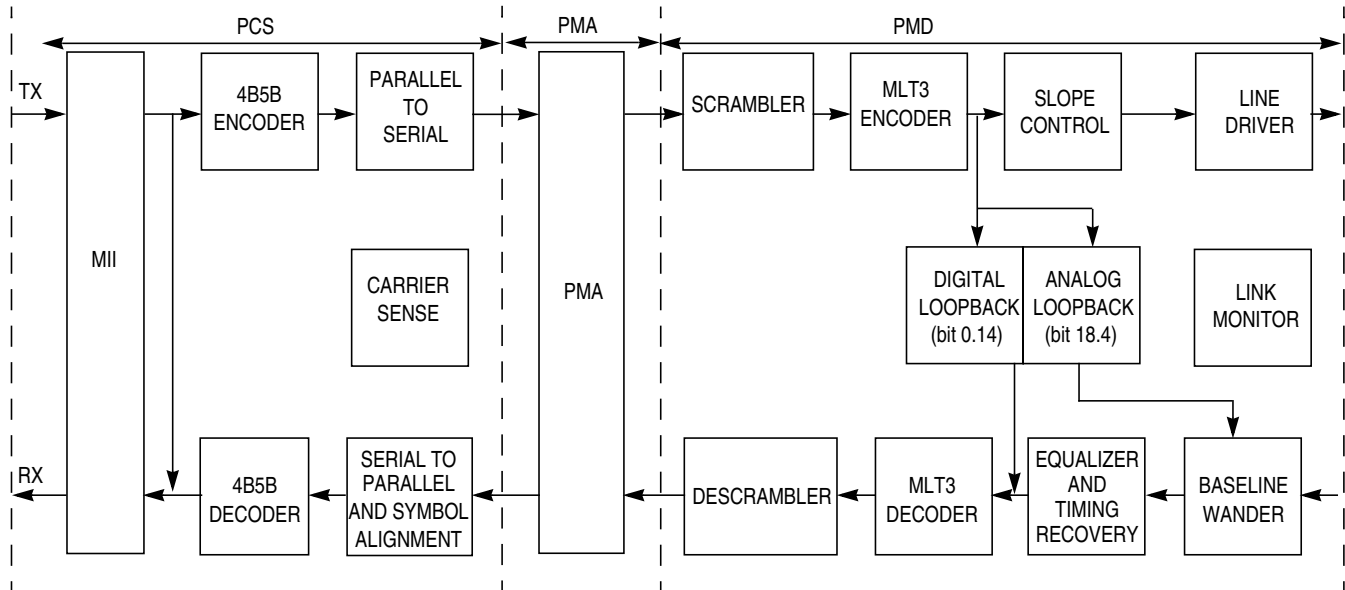 PCS
PMA
PMD
TX
4B5B
ENCODER
PARALLEL
TO
SERIAL
SCRAMBLER
MLT3
ENCODER
SLOPE
CONTROL
LINE
DRIVER
MII
CARRIER
SENSE
PMA
DIGITAL
LOOPBACK
(bit 0.14)
ANALOG
LOOPBACK
(bit 18.4)
LINK
MONITOR
RX
4B5B
DECODER
SERIAL TO
PARALLEL
AND SYMBOL
ALIGNMENT
DESCRAMBLER
MLT3
DECODER
EQUALIZER
AND
TIMING
RECOVERY
BASELINE
WANDER